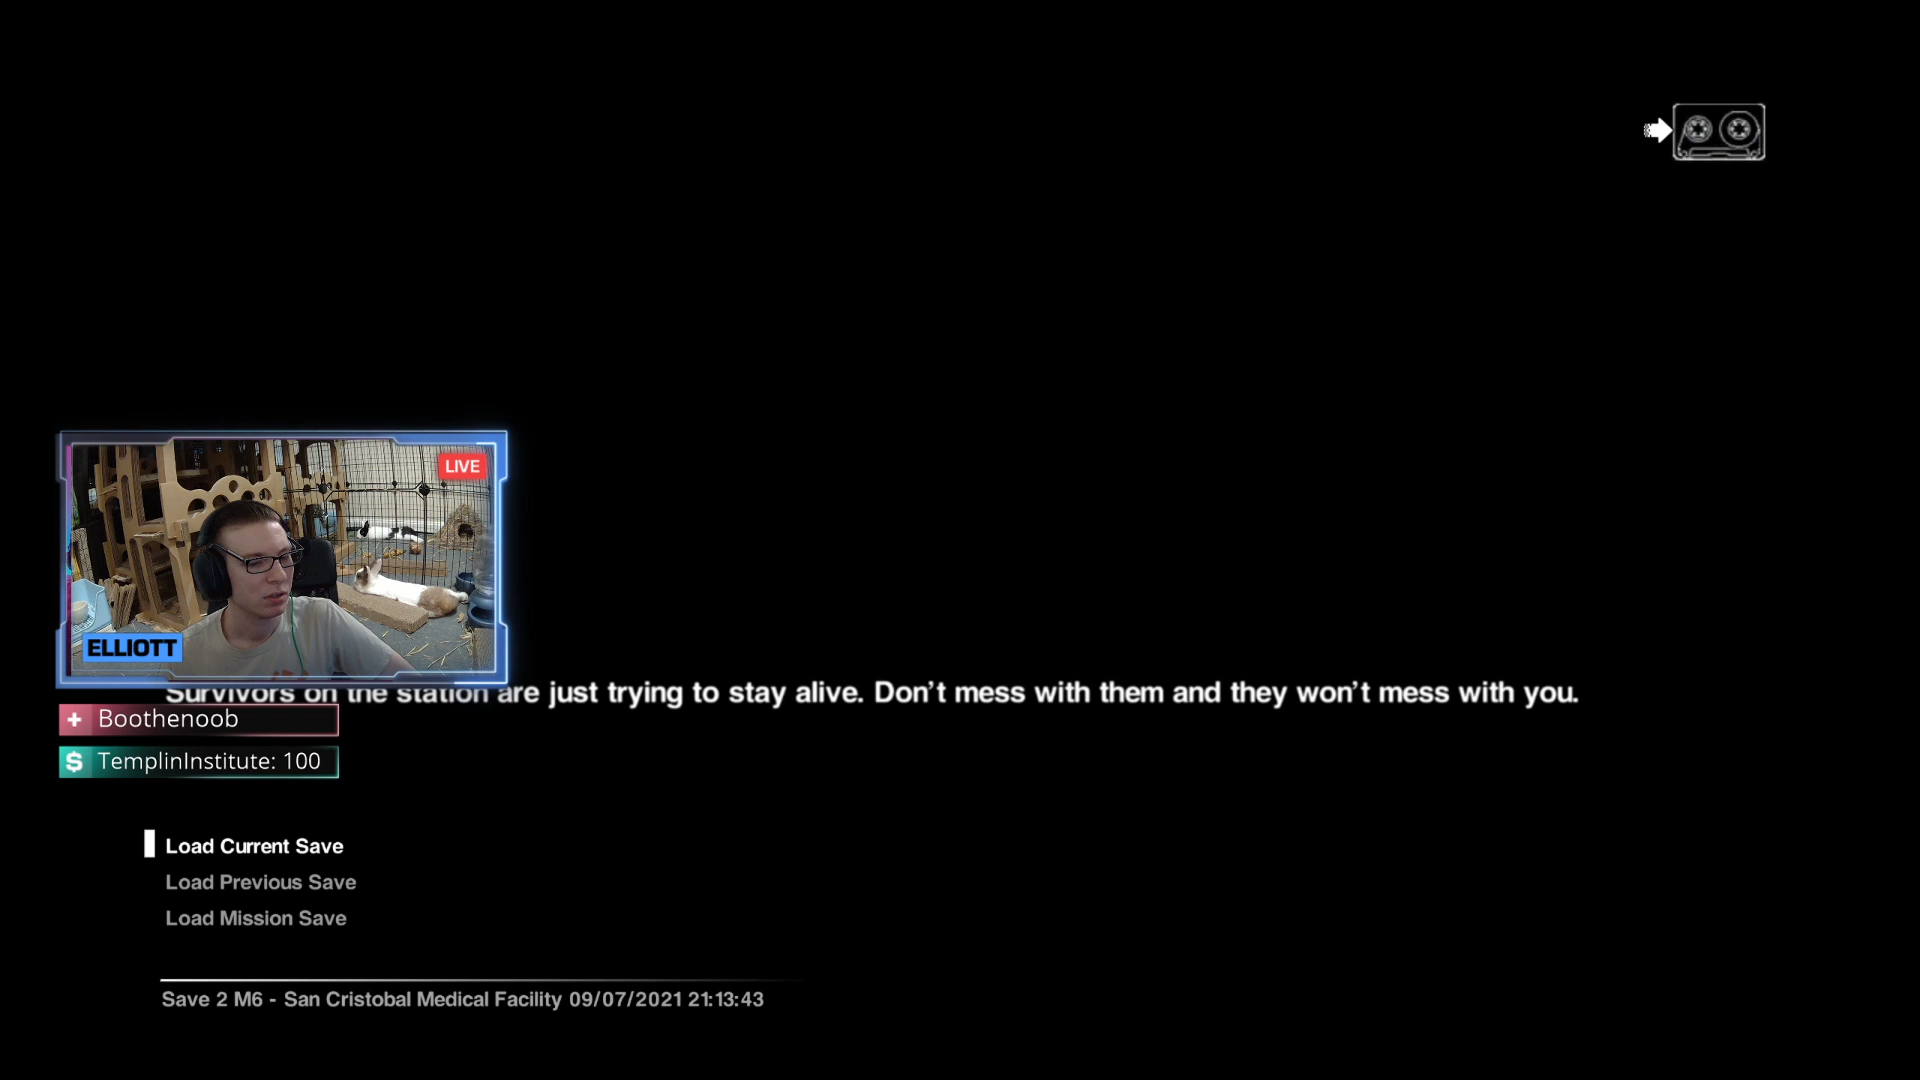 LIVE
ELLIOTT
Survivors on the station are just trying to stay alive. Don't mess with them and they won't mess with you.
+ Boothenoob
$ TemplinInstitute: 100
Load Current Save
Load Previous Save
Load Mission Save
Save 2 M6 - San Cristobal Medical Facility 09/07/2021 21:13:43